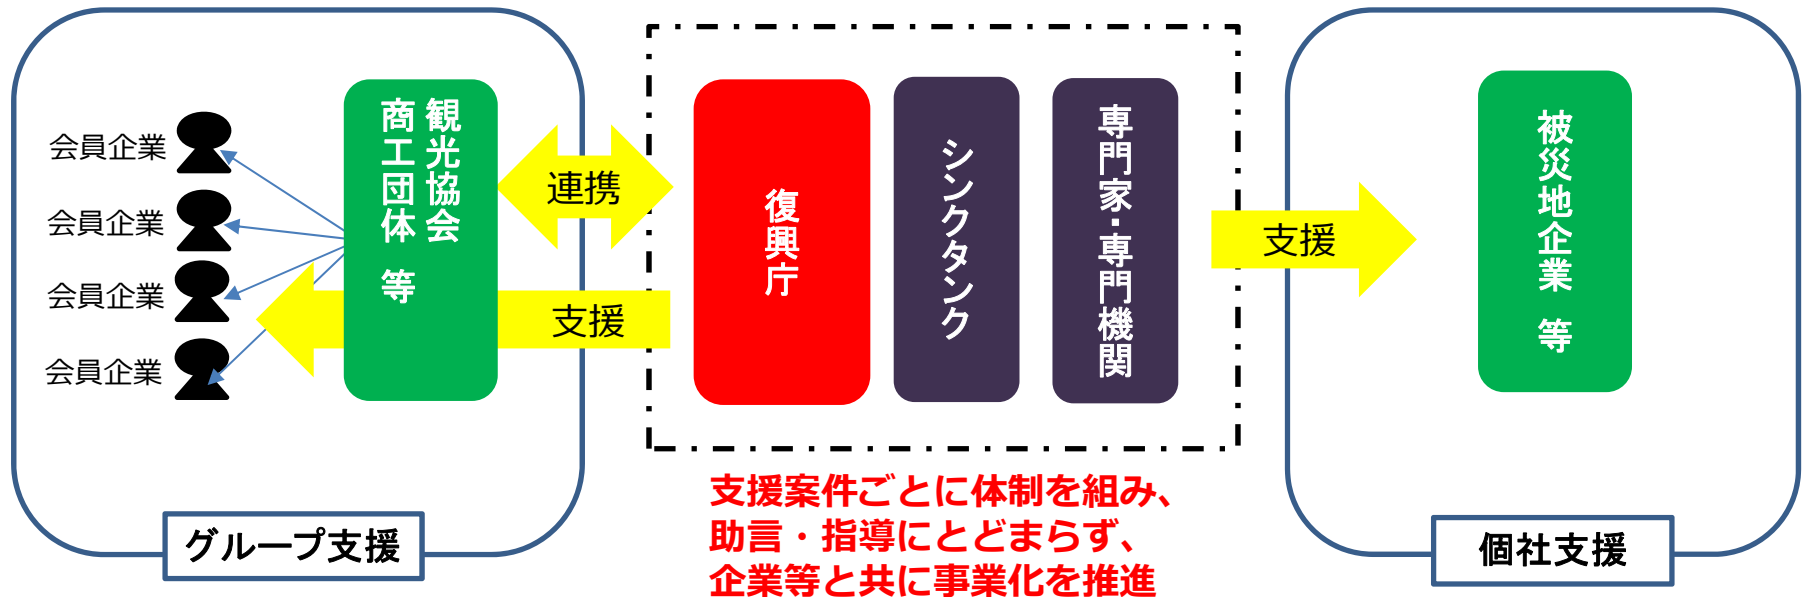 会員企業
会員企業
会員企業
会員企業
観光協会
商工団体 等
連携
支援
グループ支援
復興庁
シンクタンク
専門家・専門機関
支援案件ごとに体制を組み、
助言・指導にとどまらず、
企業等と共に事業化を推進
支援
被災地企業 等
個社支援